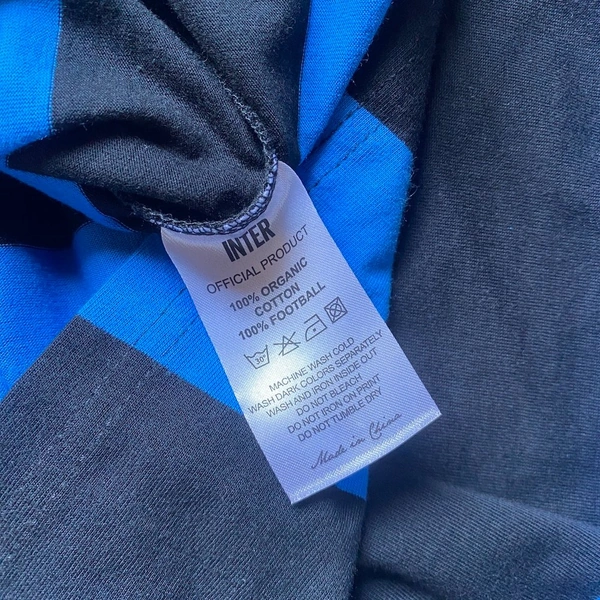 INTER
OFFICIAL PRODUCT
100% ORGANIC
COTTON
100% FOOTBALL
30°
MACHINE WASH COLD
WASH DARK COLORS SEPARATELY
WASH AND IRON INSIDE OUT
DO NOT BLEACH
DO NOT IRON ON PRINT
DO NOT TUMBLE DRY
Made in China